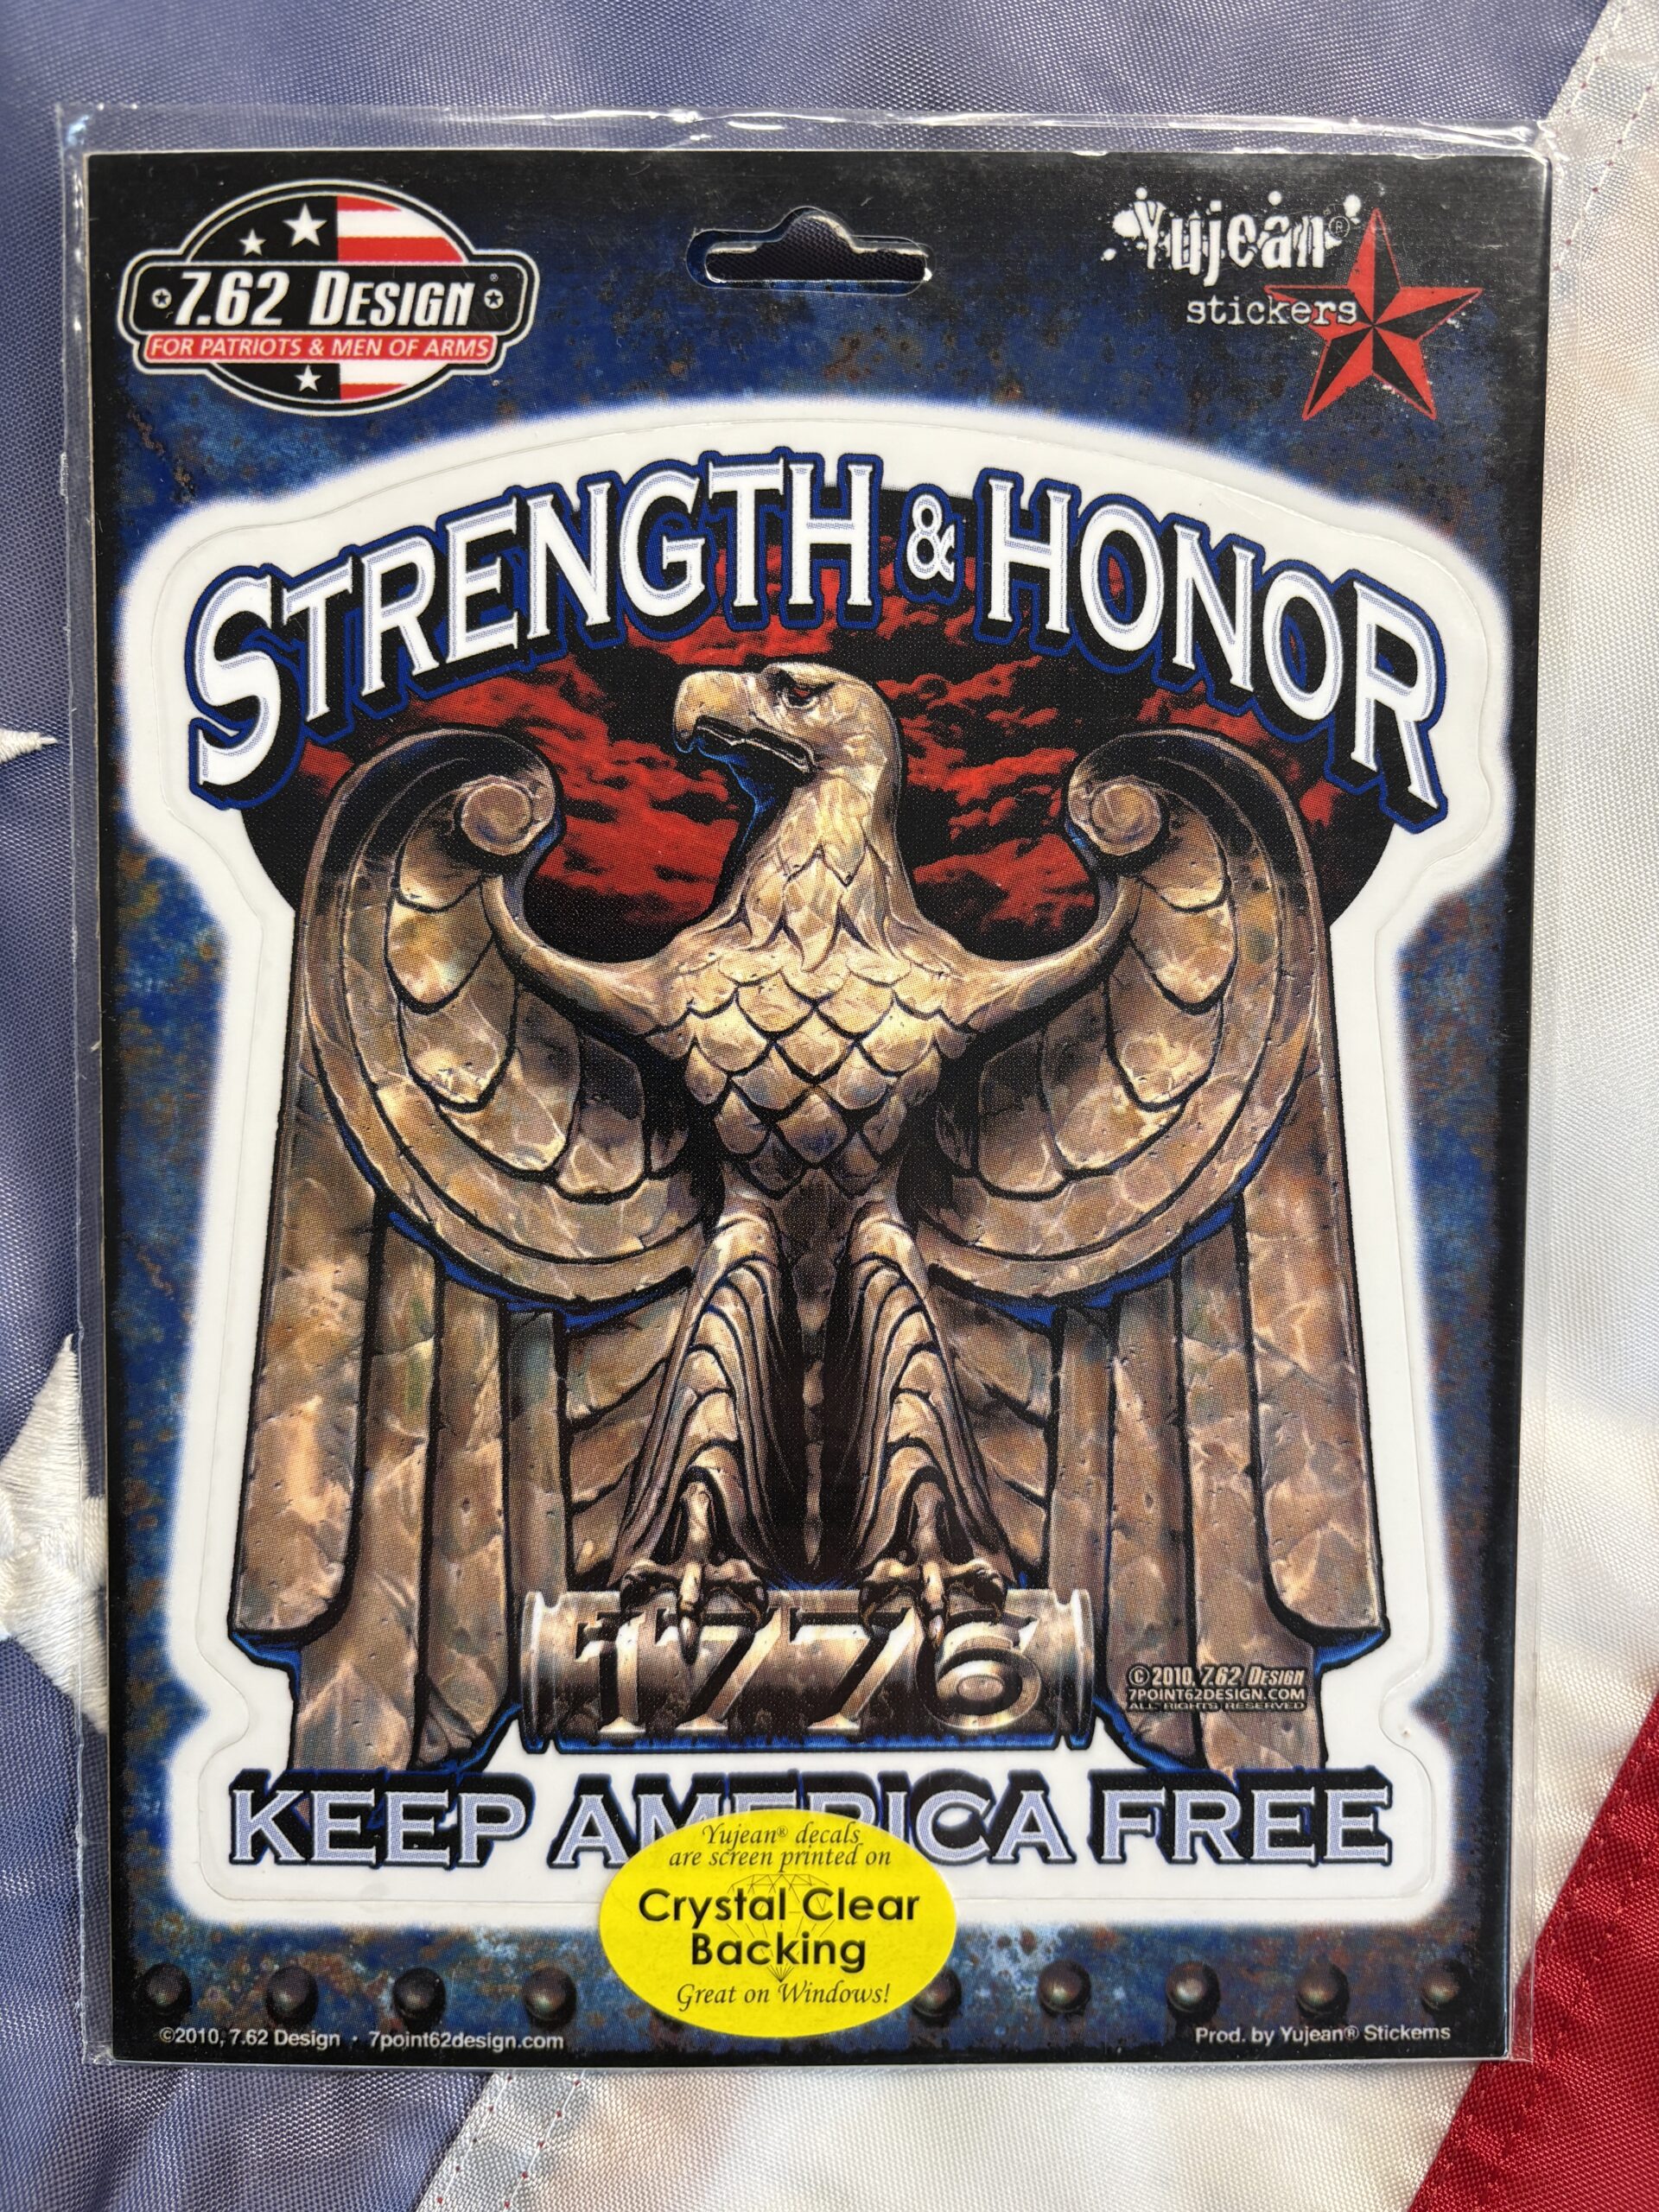 7.62 DESIGN
FOR PATRIOTS & MEN OF ARMS
Yujean®
stickers
STRENGTH & HONOR
1776
© 2010, 7.62 DESIGN
7POINT62DESIGN.COM
ALL RIGHTS RESERVED
KEEP AMERICA FREE
Yujean® decals
are screen printed on
Crystal Clear
Backing
Great on Windows!
©2010, 7.62 Design • 7point62design.com
Prod. by Yujean® Stickems